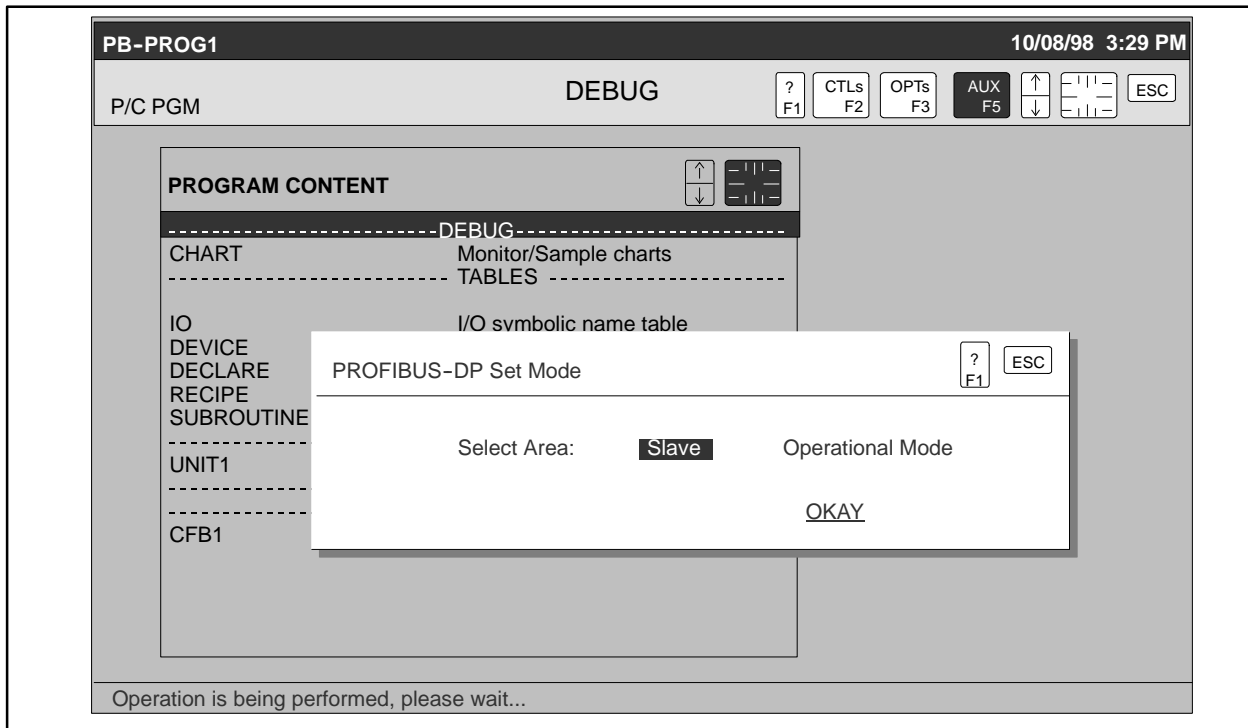 PB-PROG1 10/08/98 3:29 PM
P/C PGM DEBUG ? F1 CTLs F2 OPTs F3 AUX F5 ↑ ↓ ESC
PROGRAM CONTENT ↑ ↓
------------------------DEBUG------------------------
CHART Monitor/Sample charts
------------------------- TABLES ---------------------
IO I/O symbolic name table
DEVICE
DECLARE
RECIPE
SUBROUTINE
UNIT1
CFB1
PROFIBUS-DP Set Mode ? F1 ESC
Select Area: Slave Operational Mode
OKAY
Operation is being performed, please wait...